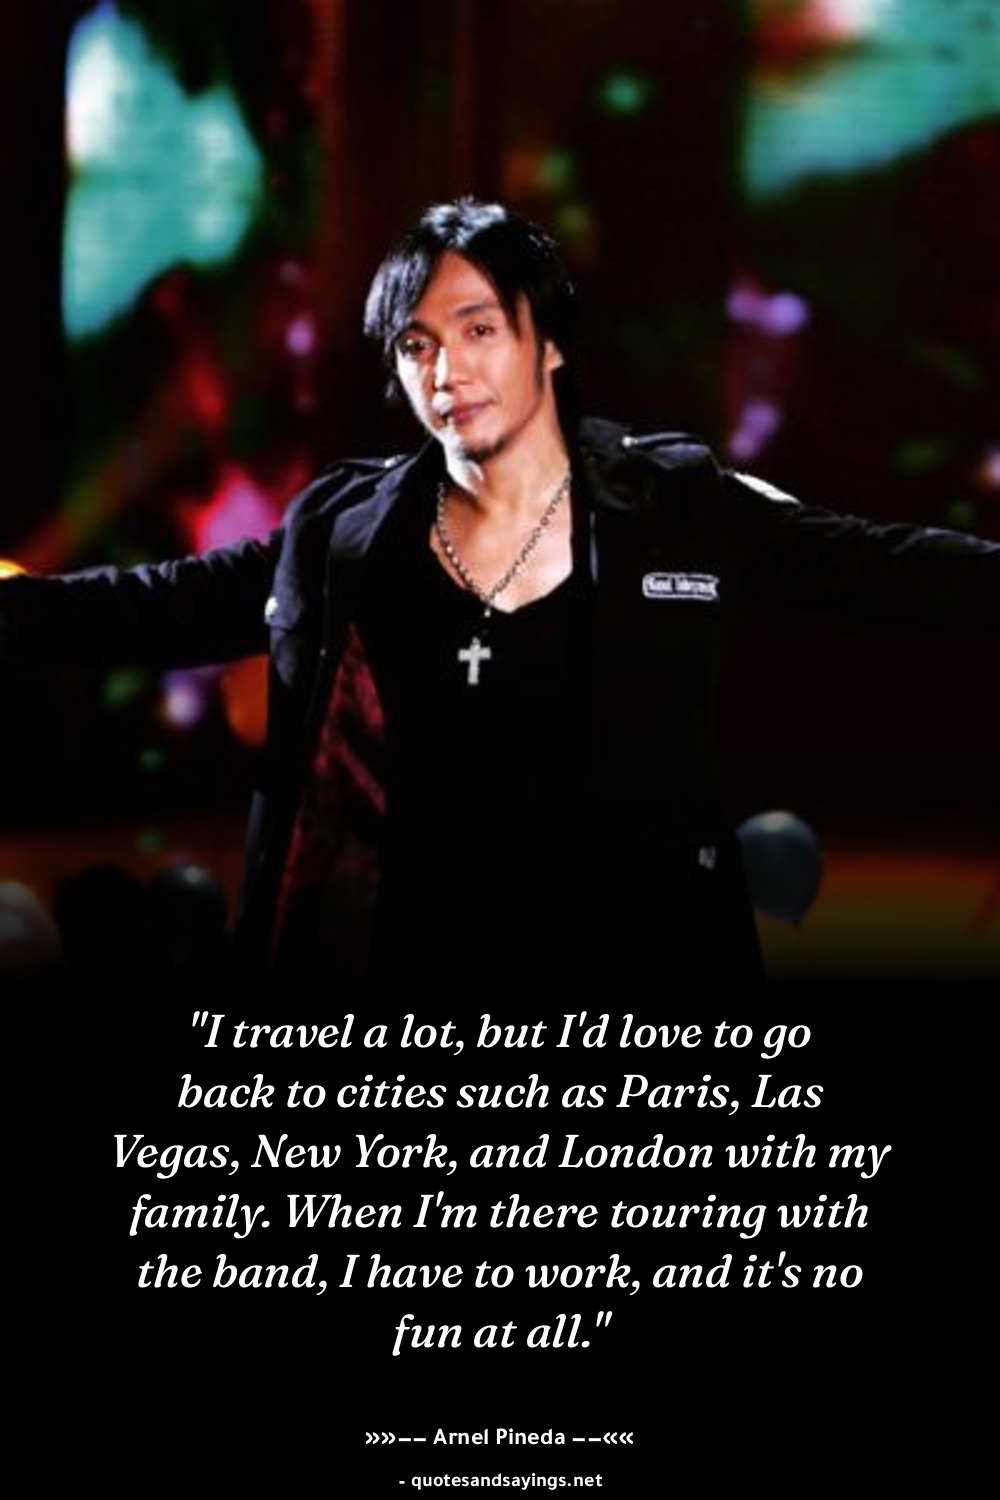 "I travel a lot, but I'd love to go
back to cities such as Paris, Las
Vegas, New York, and London with my
family. When I'm there touring with
the band, I have to work, and it's no
fun at all."
»»—— Arnel Pineda ——««
- quotesandsayings.net